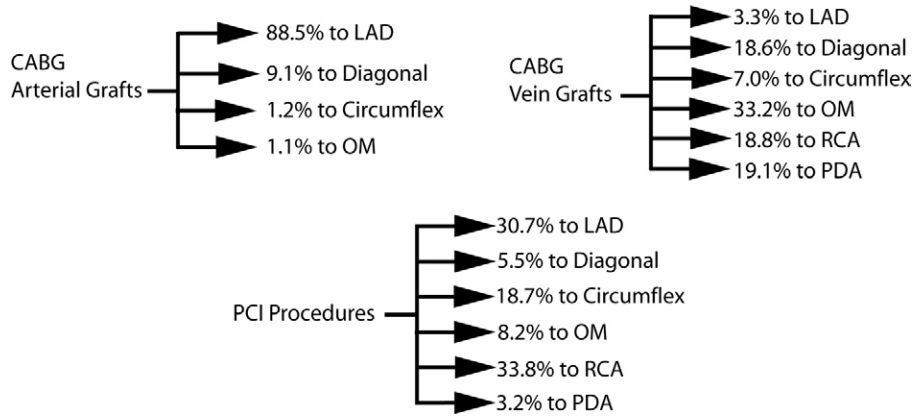 CABG
Arterial Grafts
88.5% to LAD
9.1% to Diagonal
1.2% to Circumflex
1.1% to OM
CABG
Vein Grafts
3.3% to LAD
18.6% to Diagonal
7.0% to Circumflex
33.2% to OM
18.8% to RCA
19.1% to PDA
PCI Procedures
30.7% to LAD
5.5% to Diagonal
18.7% to Circumflex
8.2% to OM
33.8% to RCA
3.2% to PDA